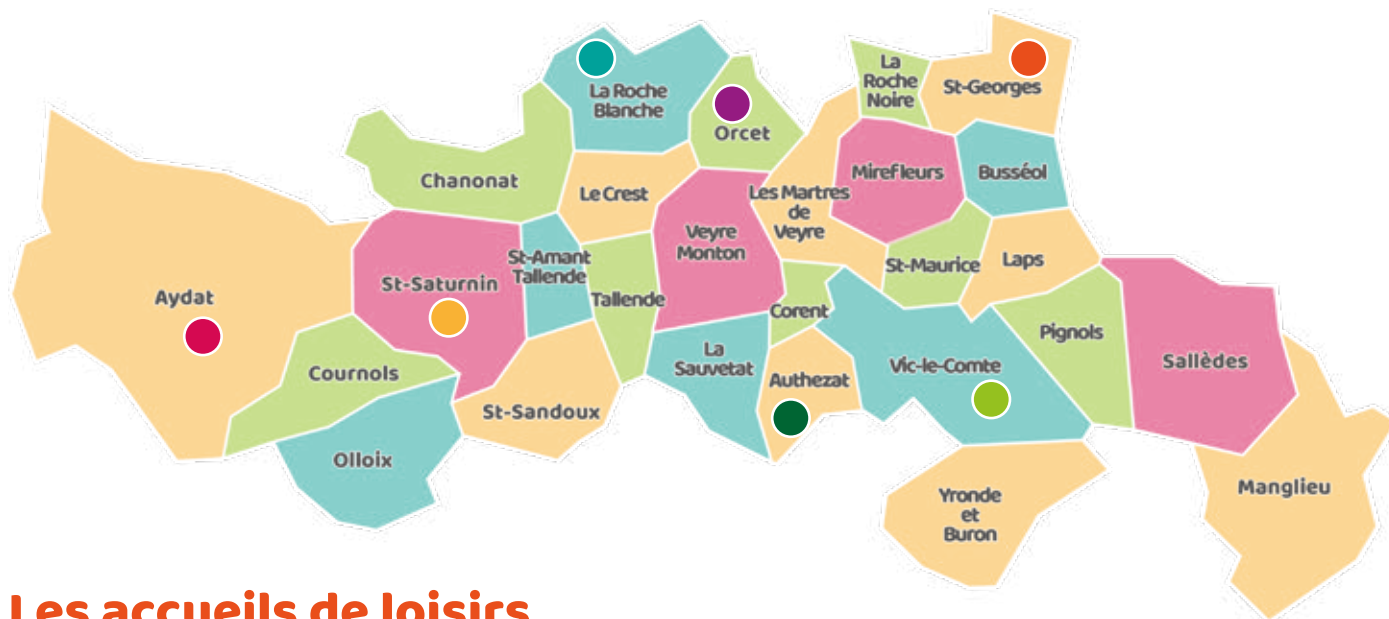 La Roche
Blanche
Orcet
La
Roche
Noire
St-Georges
Chanonat
Le Crest
Les Martres
de
Veyre
Mirefleurs
Busséol
Aydat
St-Saturnin
St-Amant
Tallende
Tallende
Veyre
Monton
Corent
St-Maurice
Laps
Pignols
Sallèdes
Cournols
Olloix
St-Sandoux
La
Sauvetat
Authezat
Vic-le-Comte
Yronde
et
Buron
Manglieu
Les accueils de loisirs